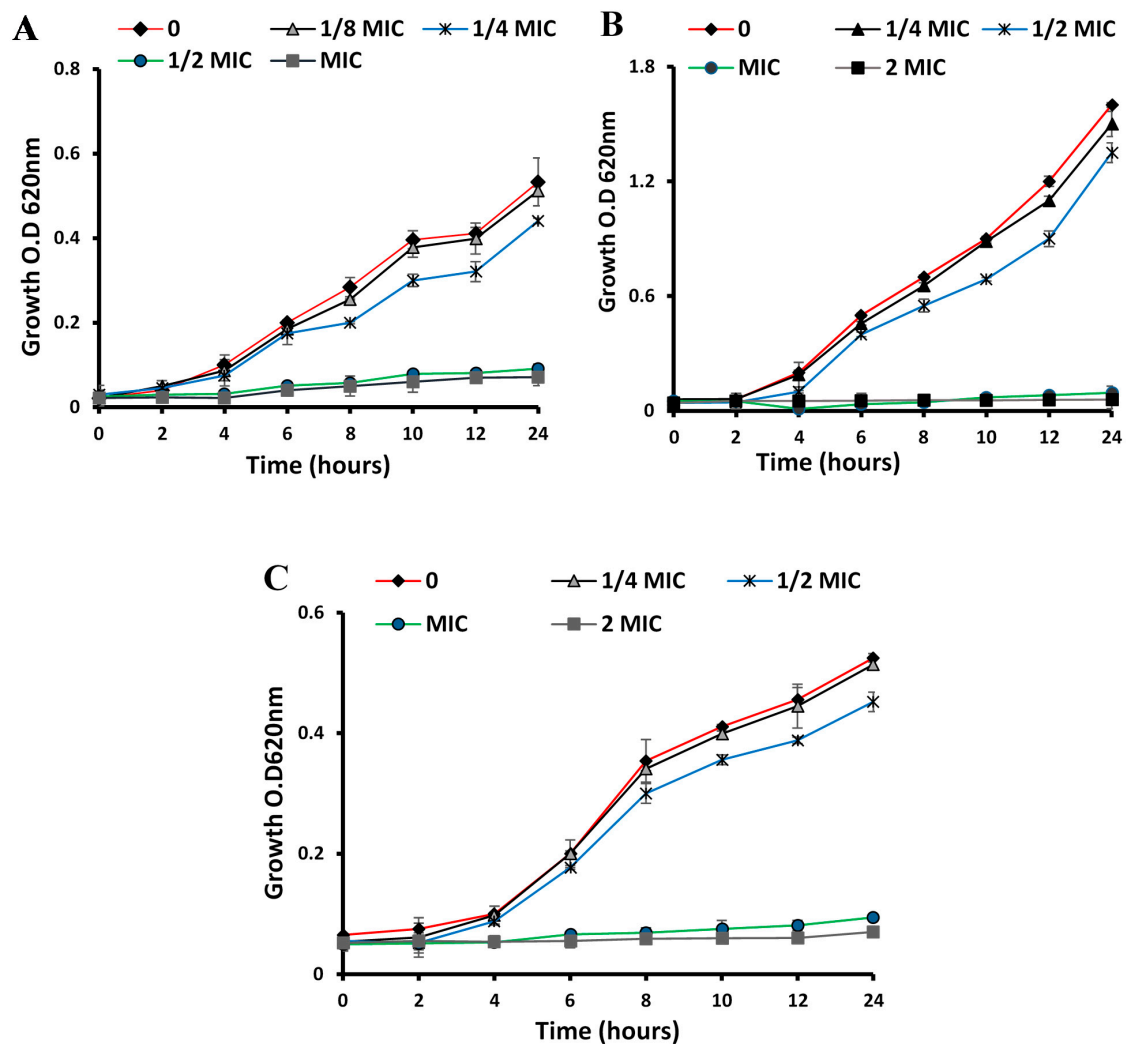 A
0 1/8 MIC 1/4 MIC
1/2 MIC MIC
0.8
0.6
0.4
0.2
0
Growth O.D 620nm
0 2 4 6 8 10 12 24
Time (hours)
B
0 1/4 MIC 1/2 MIC
MIC 2 MIC
1.8
1.2
0.6
0
Growth O.D 620nm
0 2 4 6 8 10 12 24
Time (hours)
C
0 1/4 MIC 1/2 MIC
MIC 2 MIC
0.6
0.4
0.2
0
Growth O.D620nm
0 2 4 6 8 10 12 24
Time (hours)